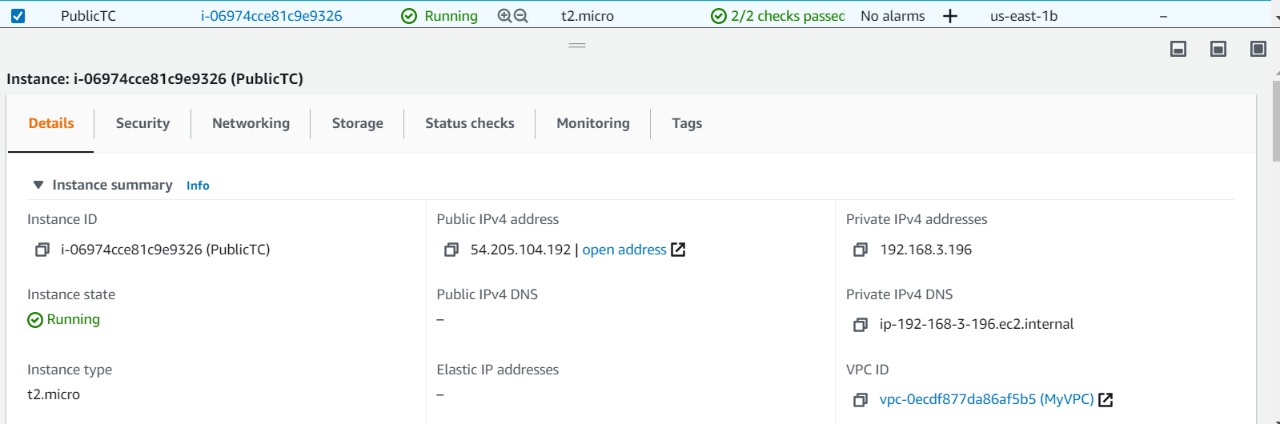 PublicTC i-06974cce81c9e9326 Running t2.micro 2/2 checks passed No alarms + us-east-1b –
Instance: i-06974cce81c9e9326 (PublicTC)
Details Security Networking Storage Status checks Monitoring Tags
Instance summary Info
Instance ID Public IPv4 address Private IPv4 addresses
i-06974cce81c9e9326 (PublicTC) 54.205.104.192 | open address 192.168.3.196
Instance state Public IPv4 DNS Private IPv4 DNS
Running – ip-192-168-3-196.ec2.internal
Instance type Elastic IP addresses VPC ID
t2.micro – vpc-0ecdf877da86af5b5 (MyVPC)